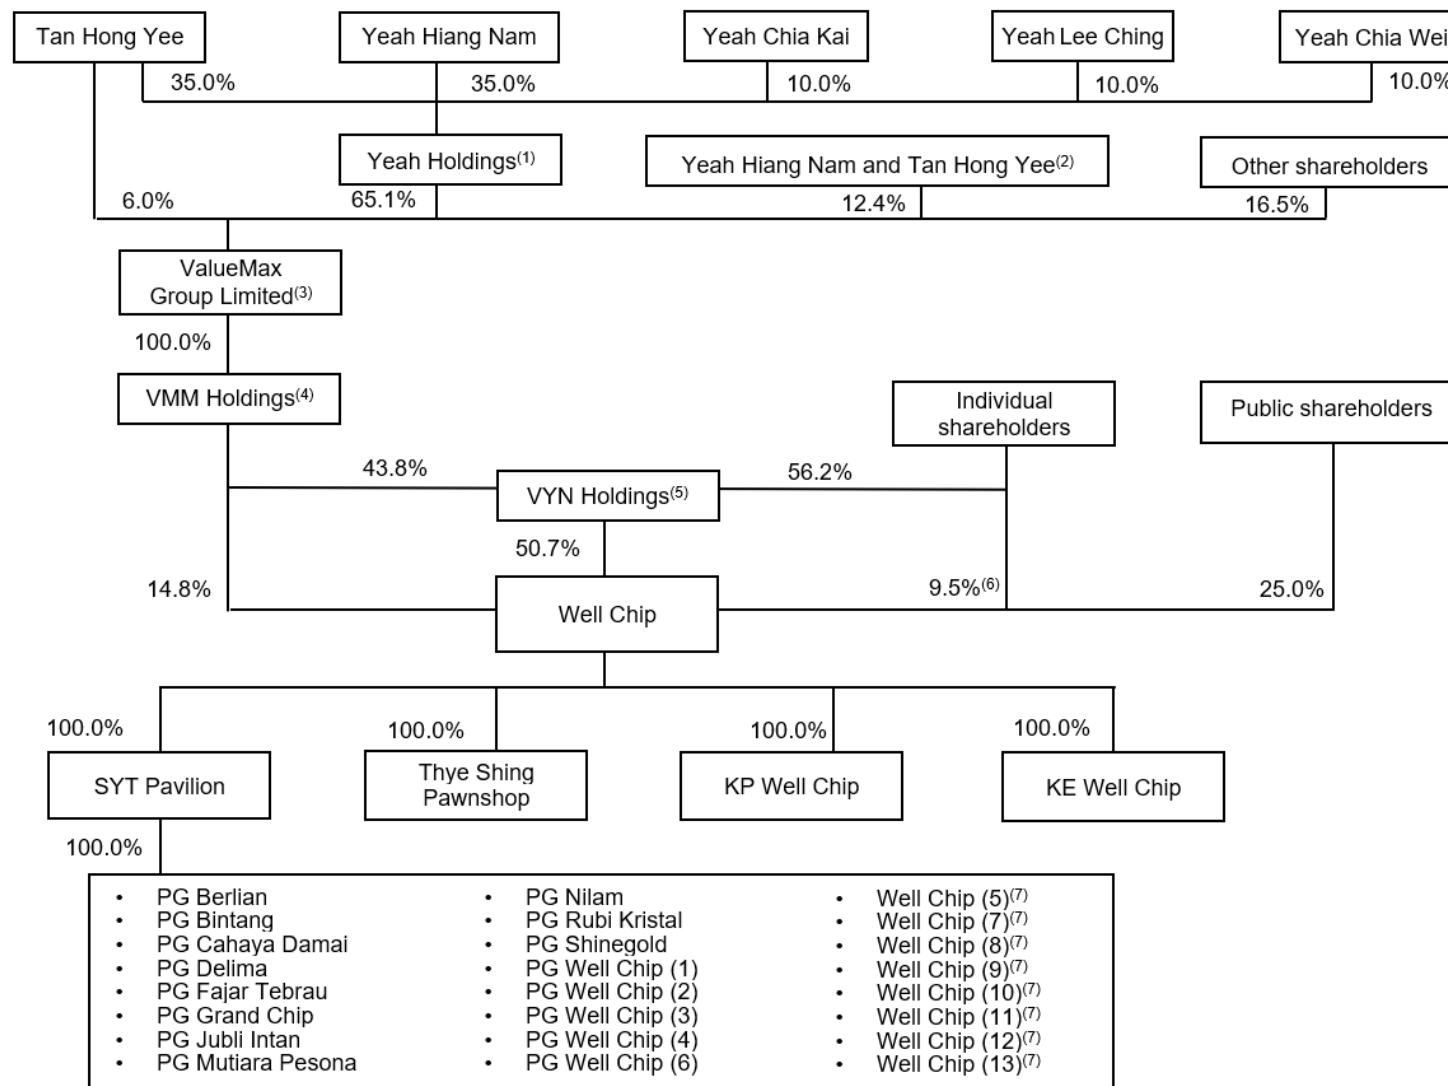 Tan Hong Yee
Yeah Hiang Nam
Yeah Chia Kai
Yeah Lee Ching
Yeah Chia Wei
35.0%
35.0%
10.0%
10.0%
10.0%
Yeah Holdings(1)
Yeah Hiang Nam and Tan Hong Yee(2)
Other shareholders
6.0%
65.1%
12.4%
16.5%
ValueMax
Group Limited(3)
100.0%
VMM Holdings(4)
Individual
shareholders
Public shareholders
43.8%
VYN Holdings(5)
56.2%
50.7%
14.8%
Well Chip
9.5%(6)
25.0%
100.0%
100.0%
100.0%
100.0%
SYT Pavilion
Thye Shing
Pawnshop
KP Well Chip
KE Well Chip
100.0%
• PG Berlian
• PG Bintang
• PG Cahaya Damai
• PG Delima
• PG Fajar Tebrau
• PG Grand Chip
• PG Jubli Intan
• PG Mutiara Pesona
• PG Nilam
• PG Rubi Kristal
• PG Shinegold
• PG Well Chip (1)
• PG Well Chip (2)
• PG Well Chip (3)
• PG Well Chip (4)
• PG Well Chip (6)
• Well Chip (5)(7)
• Well Chip (7)(7)
• Well Chip (8)(7)
• Well Chip (9)(7)
• Well Chip (10)(7)
• Well Chip (11)(7)
• Well Chip (12)(7)
• Well Chip (13)(7)